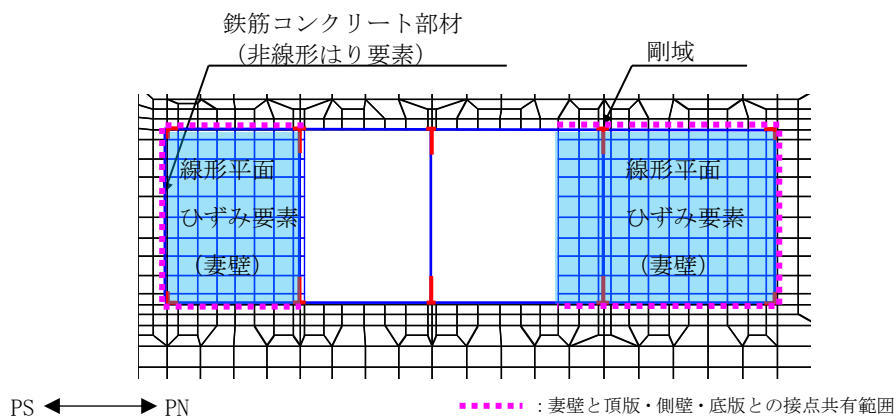 鉄筋コンクリート部材
（非線形はり要素）
剛域
線形平面
ひずみ要素
（妻壁）
線形平面
ひずみ要素
（妻壁）
PS
PN
：妻壁と頂版・側壁・底版との接点共有範囲